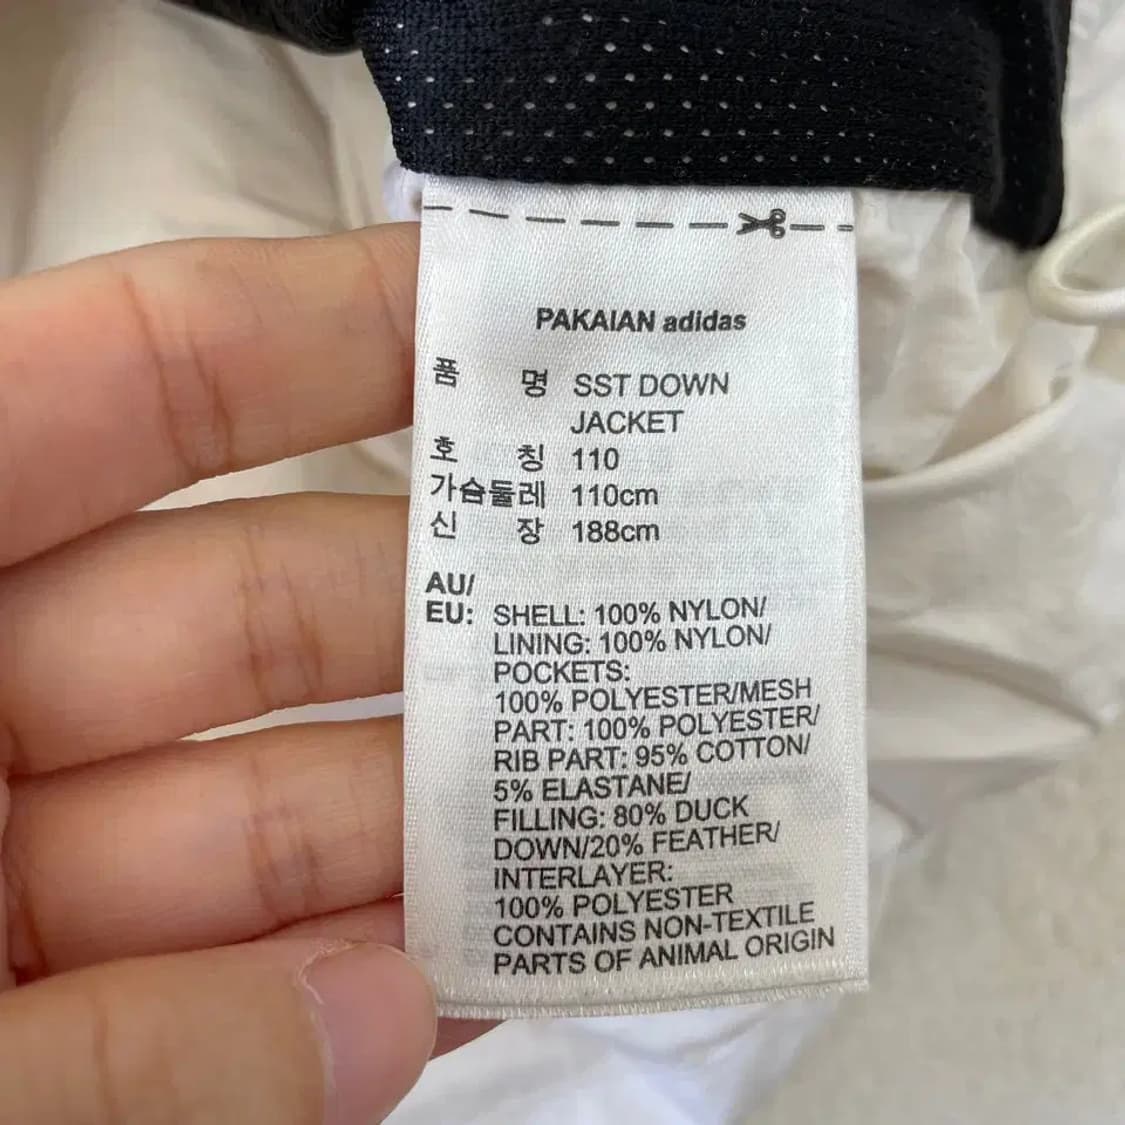 PAKAIAN adidas
품 명 SST DOWN
JACKET
호 칭 110
가슴둘레 110cm
신 장 188cm
AU/
EU: SHELL: 100% NYLON/
LINING: 100% NYLON/
POCKETS:
100% POLYESTER/MESH
PART: 100% POLYESTER/
RIB PART: 95% COTTON/
5% ELASTANE/
FILLING: 80% DUCK
DOWN/20% FEATHER/
INTERLAYER:
100% POLYESTER
CONTAINS NON-TEXTILE
PARTS OF ANIMAL ORIGIN